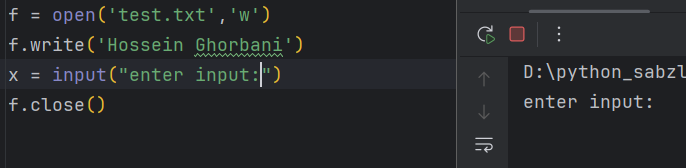 f = open('test.txt','w')
f.write('Hossein Ghorbani')
x = input("enter input:")
f.close()
D:\python_sabzl
enter input: